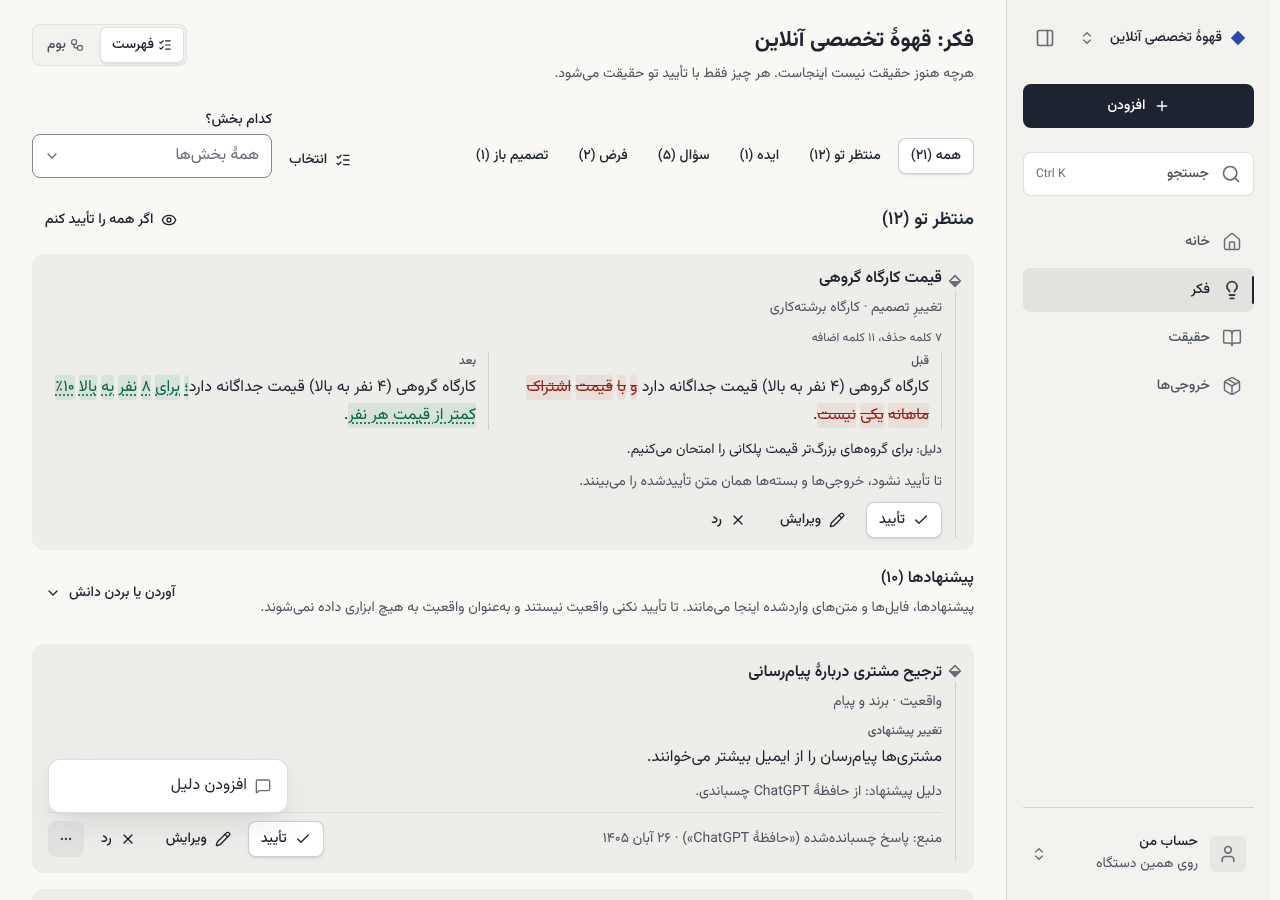 قهوهٔ تخصصی آنلاین
افزودن
جستجو
Ctrl K
خانه
فکر
حقیقت
خروجی‌ها
حساب من
روی همین دستگاه
فکر: قهوهٔ تخصصی آنلاین
هرچه هنوز حقیقت نیست اینجاست. هر چیز فقط با تأیید تو حقیقت می‌شود.
فهرست
بوم
همه (۲۱)
منتظر تو (۱۲)
ایده (۱)
سؤال (۵)
فرض (۲)
تصمیم باز (۱)
انتخاب
کدام بخش؟
همهٔ بخش‌ها
منتظر تو (۱۲)
اگر همه را تأیید کنم
قیمت کارگاه گروهی
تغییرِ تصمیم · کارگاه برشته‌کاری
۷ کلمه حذف، ۱۱ کلمه اضافه
قبل
کارگاه گروهی (۴ نفر به بالا) قیمت جداگانه دارد و با قیمت اشتراک
ماهانه یکی نیست.
بعد
کارگاه گروهی (۴ نفر به بالا) قیمت جداگانه دارد؛ برای ۸ نفر به بالا ۱۰٪
کمتر از قیمت هر نفر.
دلیل: برای گروه‌های بزرگ‌تر قیمت پلکانی را امتحان می‌کنیم.
تا تأیید نشود، خروجی‌ها و بسته‌ها همان متن تأییدشده را می‌بینند.
تأیید
ویرایش
رد
پیشنهادها (۱۰)
پیشنهادها، فایل‌ها و متن‌های واردشده اینجا می‌مانند. تا تأیید نکنی واقعیت نیستند و به‌عنوان واقعیت به هیچ ابزاری داده نمی‌شوند.
آوردن یا بردن دانش
ترجیح مشتری دربارهٔ پیام‌رسانی
واقعیت · برند و پیام
تغییر پیشنهادی
مشتری‌ها پیام‌رسان را از ایمیل بیشتر می‌خوانند.
دلیل پیشنهاد: از حافظهٔ ChatGPT چسباندی.
افزودن دلیل
منبع: پاسخ چسبانده‌شده («حافظهٔ ChatGPT») · ۲۶ آبان ۱۴۰۵
تأیید
ویرایش
رد